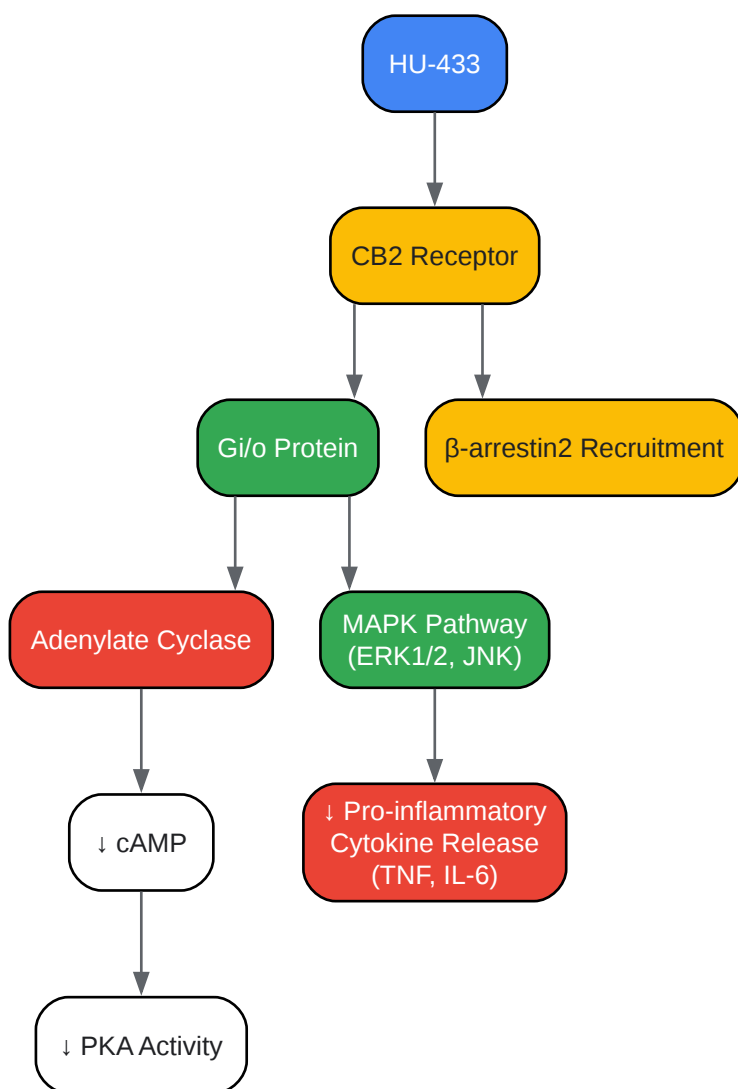 HU-433
CB2 Receptor
Gi/o Protein
β-arrestin2 Recruitment
Adenylate Cyclase
MAPK Pathway
(ERK1/2, JNK)
↓ cAMP
↓ Pro-inflammatory
Cytokine Release
(TNF, IL-6)
↓ PKA Activity